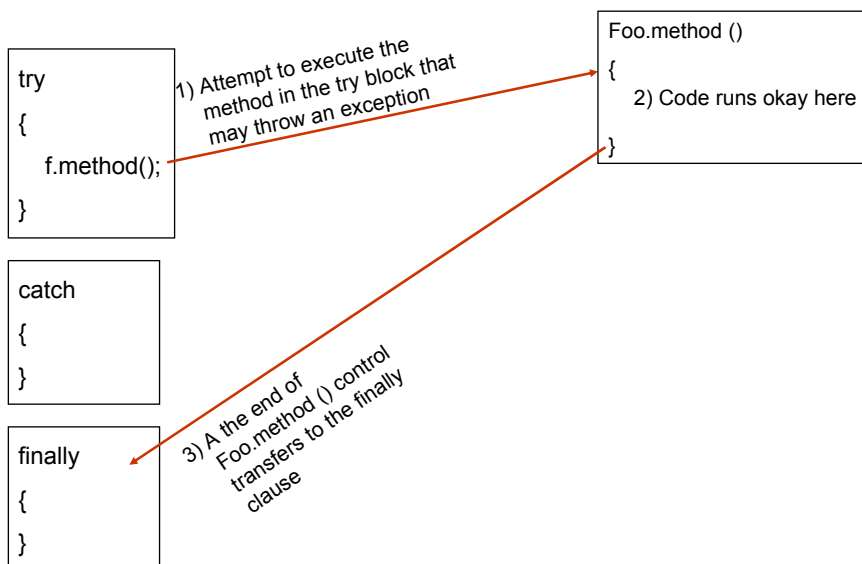 try
{
f.method();
}
1) Attempt to execute the
method in the try block that
may throw an exception
Foo.method ()
{
2) Code runs okay here
}
catch
{
}
3) A the end of
Foo.method () control
transfers to the finally
clause
finally
{
}